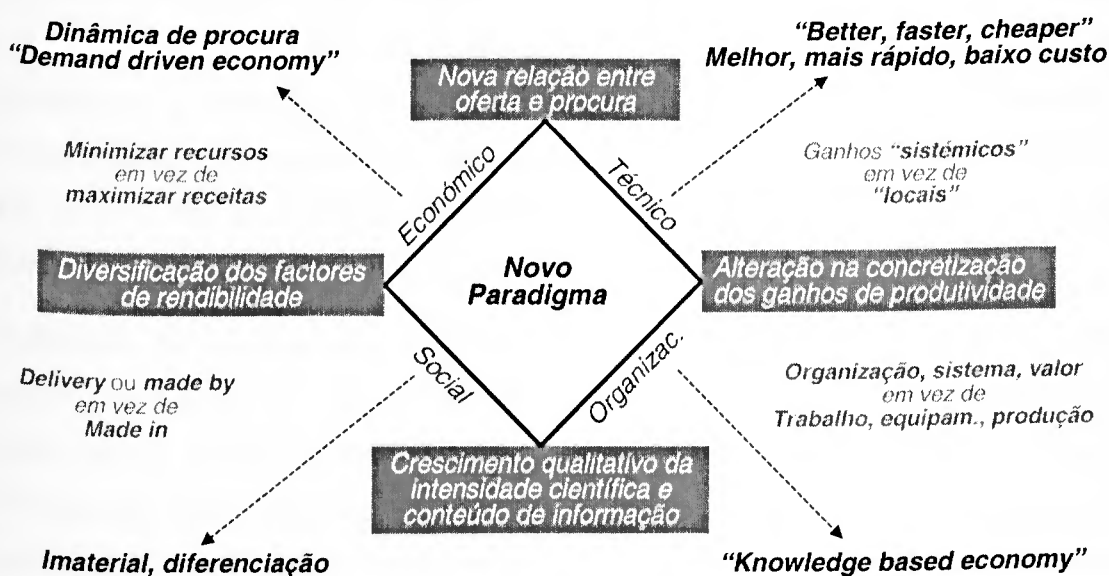 Dinâmica de procura
“Demand driven economy”
“Better, faster, cheaper”
Melhor, mais rápido, baixo custo
Nova relação entre
oferta e procura
Minimizar recursos
em vez de
maximizar receitas
Económico
Técnico
Ganhos “sistémicos”
em vez de
“locais”
Diversificação dos factores
de rendibilidade
Novo
Paradigma
Alteração na concretização
dos ganhos de produtividade
Delivery ou made by
em vez de
Made in
Social
Organizac.
Organização, sistema, valor
em vez de
Trabalho, equipam., produção
Crescimento qualitativo da
intensidade científica e
conteúdo de informação
Imaterial, diferenciação
“Knowledge based economy”